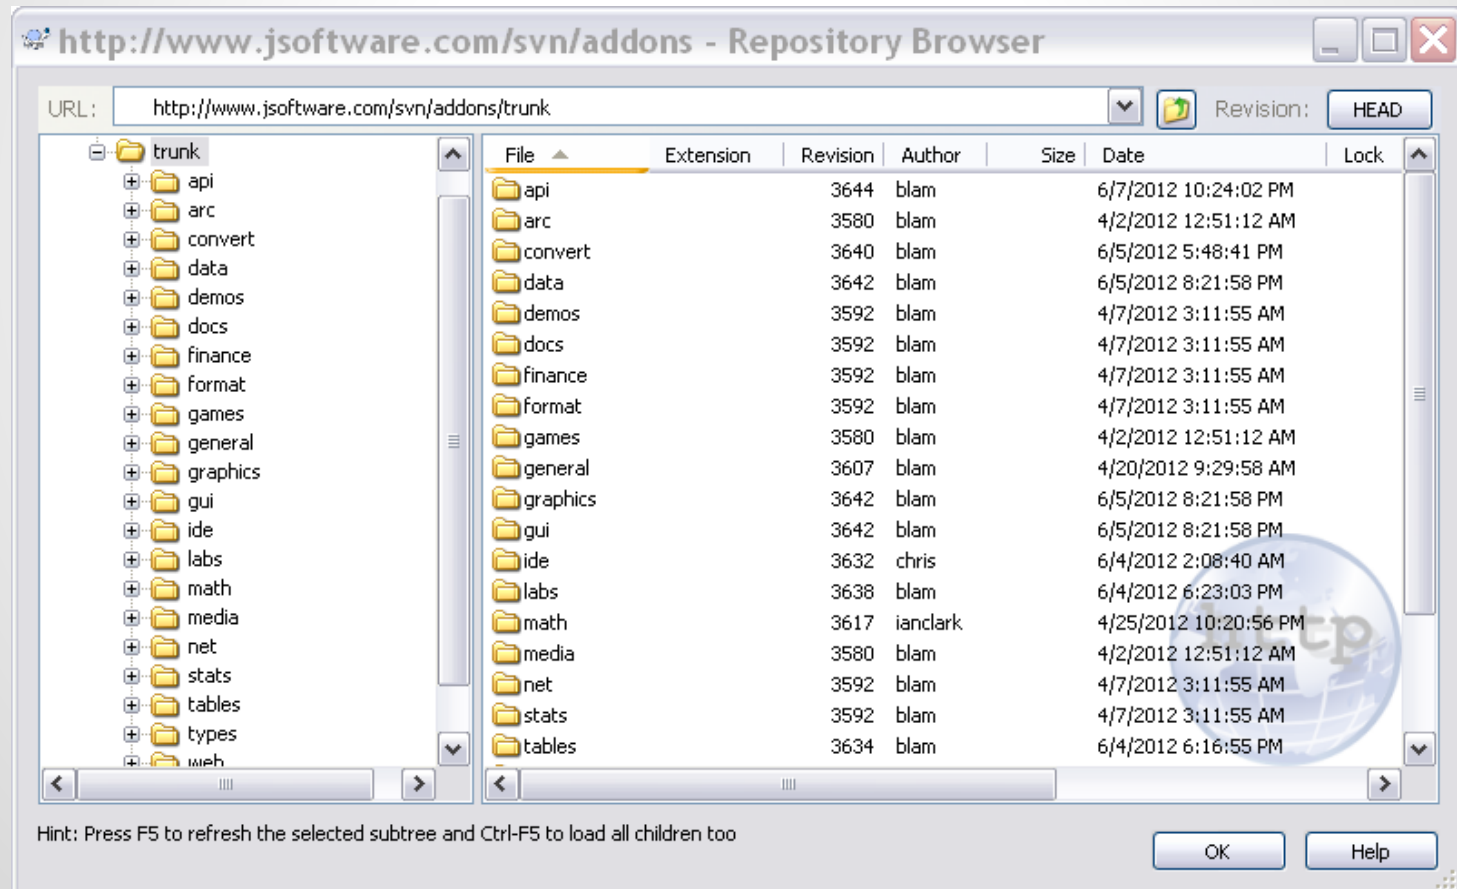 http://www.jsoftware.com/svn/addons - Repository Browser
URL: http://www.jsoftware.com/svn/addons/trunk Revision: HEAD
trunk
api
arc
convert
data
demos
docs
finance
format
games
general
graphics
gui
ide
labs
math
media
net
stats
tables
types
web
File Extension Revision Author Size Date Lock
api 3644 blam 6/7/2012 10:24:02 PM
arc 3580 blam 4/2/2012 12:51:12 AM
convert 3640 blam 6/5/2012 5:48:41 PM
data 3642 blam 6/5/2012 8:21:58 PM
demos 3592 blam 4/7/2012 3:11:55 AM
docs 3592 blam 4/7/2012 3:11:55 AM
finance 3592 blam 4/7/2012 3:11:55 AM
format 3592 blam 4/7/2012 3:11:55 AM
games 3580 blam 4/2/2012 12:51:12 AM
general 3607 blam 4/20/2012 9:29:58 AM
graphics 3642 blam 6/5/2012 8:21:58 PM
gui 3642 blam 6/5/2012 8:21:58 PM
ide 3632 chris 6/4/2012 2:08:40 AM
labs 3638 blam 6/4/2012 6:23:03 PM
math 3617 ianclark 4/25/2012 10:20:56 PM
media 3580 blam 4/2/2012 12:51:12 AM
net 3592 blam 4/7/2012 3:11:55 AM
stats 3592 blam 4/7/2012 3:11:55 AM
tables 3634 blam 6/4/2012 6:16:55 PM
http
Hint: Press F5 to refresh the selected subtree and Ctrl-F5 to load all children too
OK Help